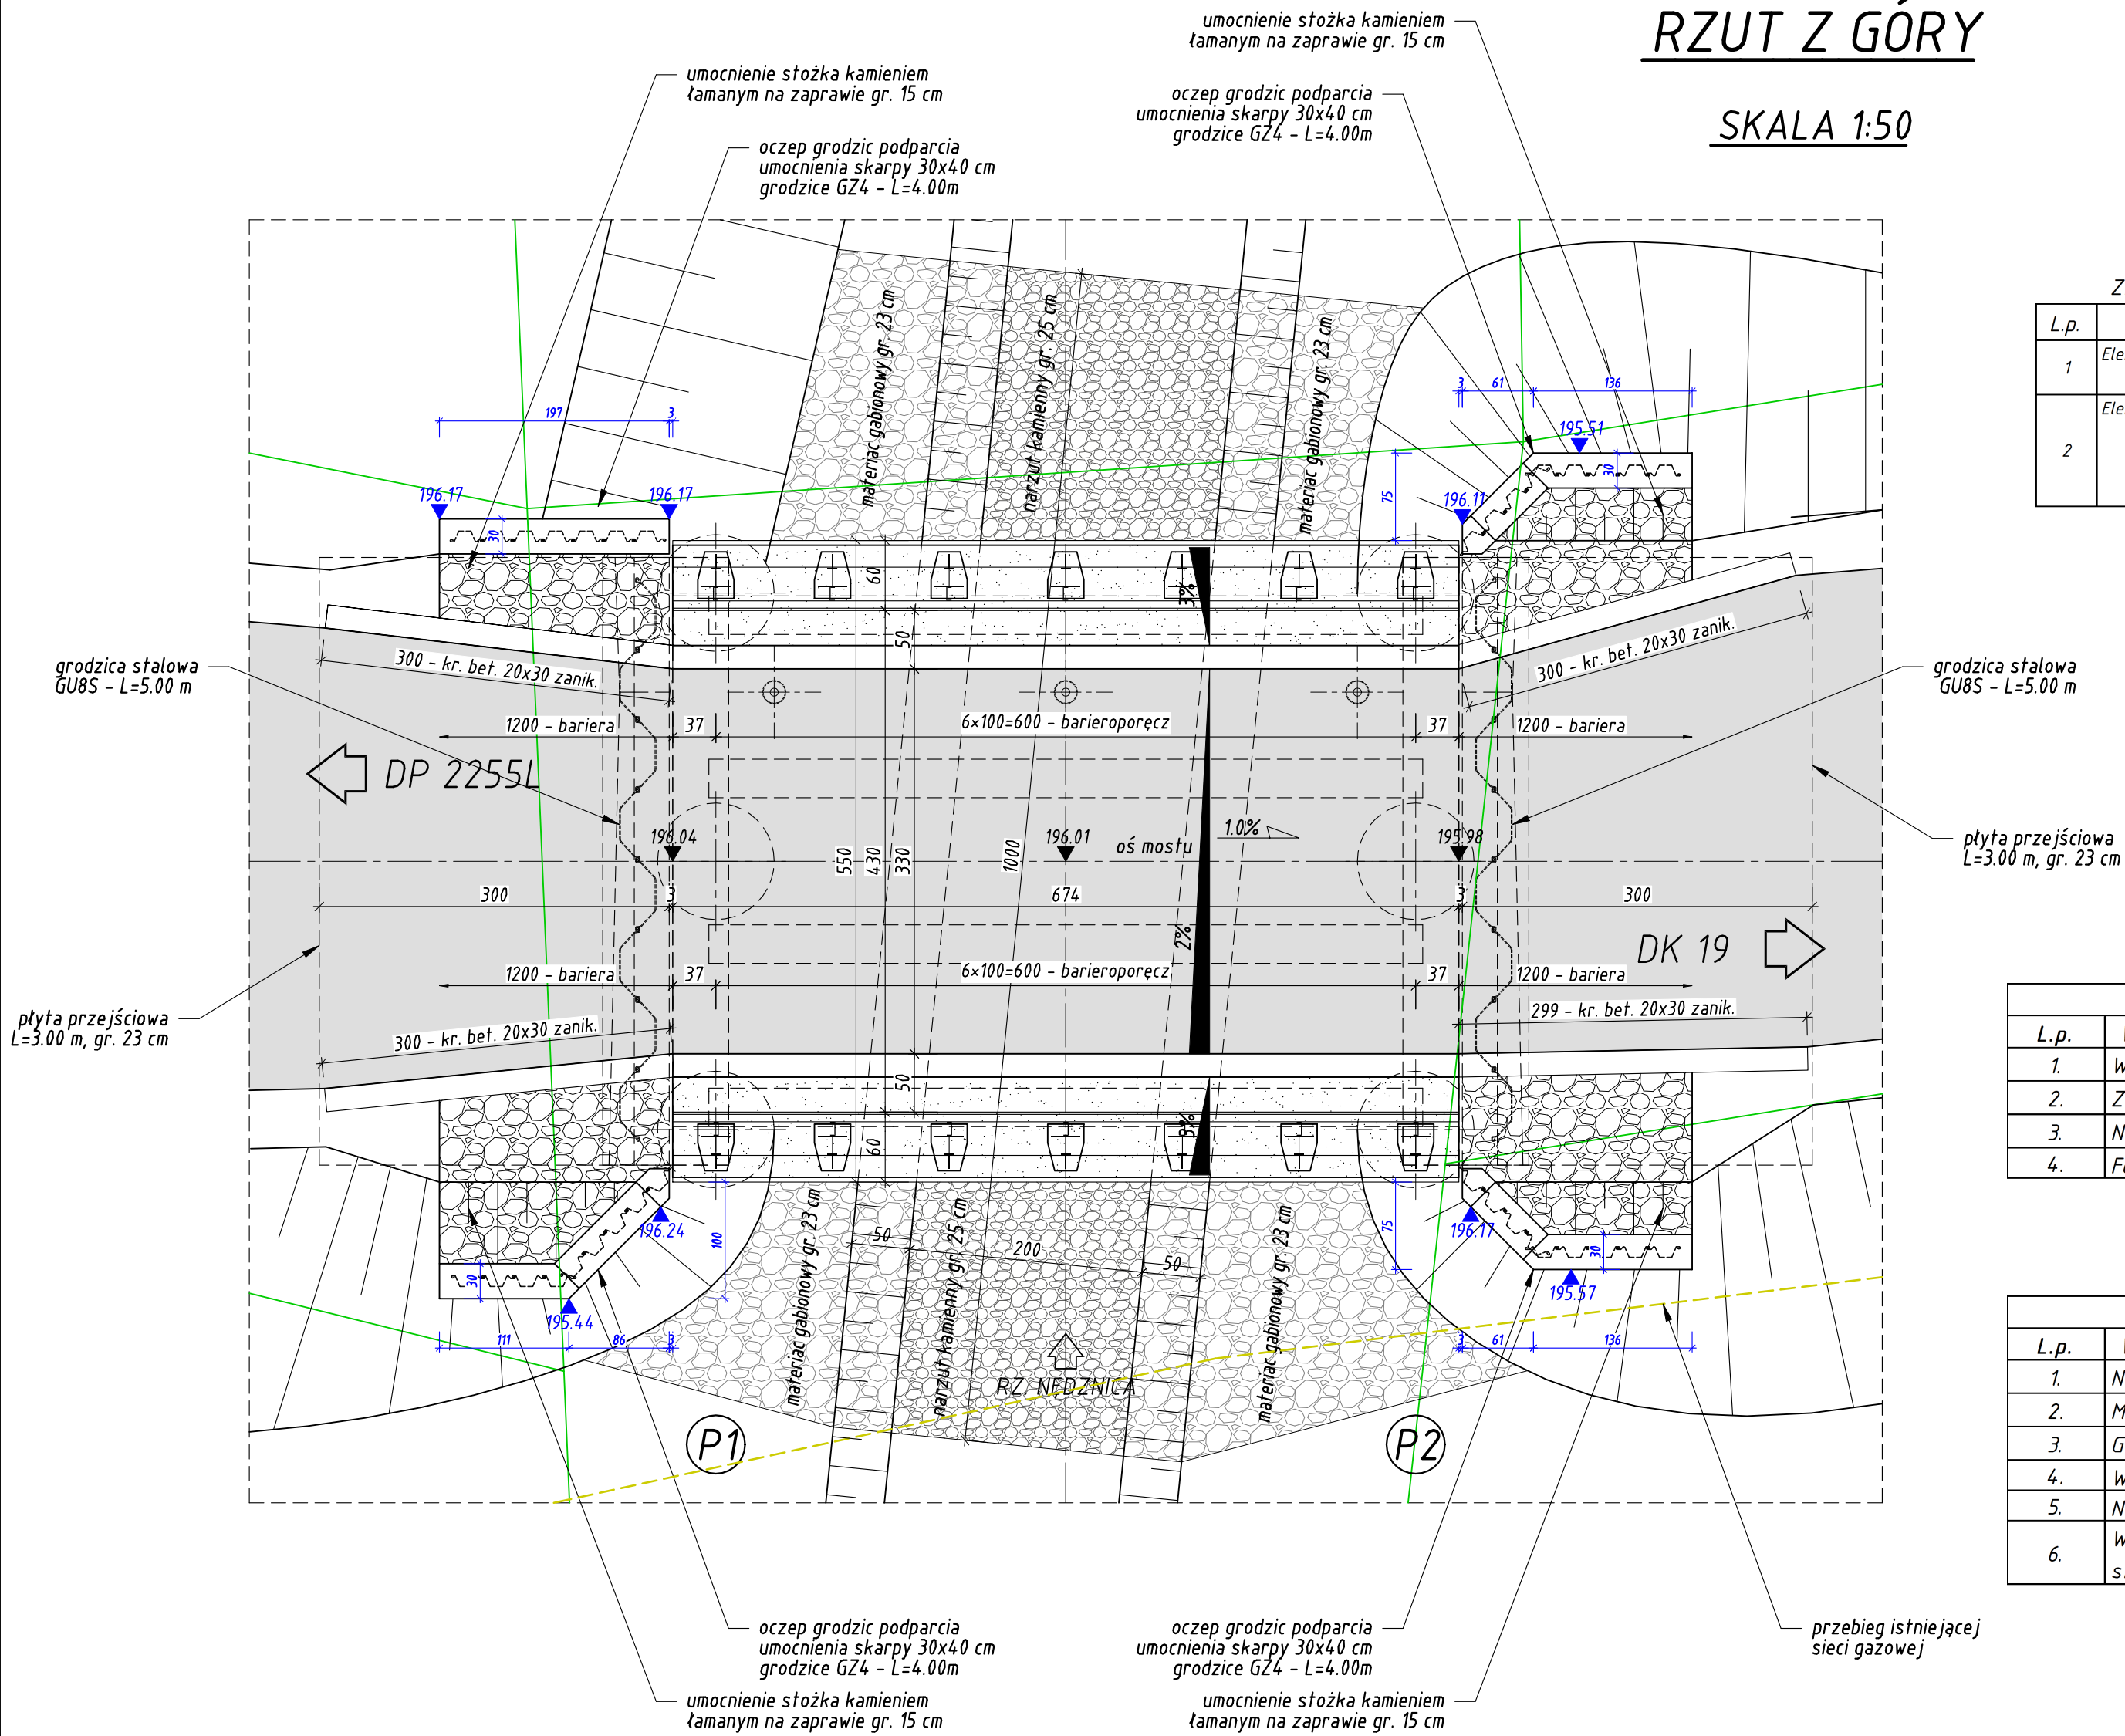 RZUT Z GÓRY
SKALA 1:50
umocnienie stożka kamieniem
łamanym na zaprawie gr. 15 cm
umocnienie stożka kamieniem
łamanym na zaprawie gr. 15 cm
oczep grodzic podparcia
umocnienia skarpy 30x40 cm
grodzice GZ4 - L=4.00m
oczep grodzic podparcia
umocnienia skarpy 30x40 cm
grodzice GZ4 - L=4.00m
materiac gabionowy gr. 23 cm
narzut kamienny gr. 25 cm
materiac gabionowy gr. 23 cm
197
3
3
61
136
196.17
196.17
30
195.51
30
75
196.11
60
3%
50
300 - kr. bet. 20x30 zanik.
300 - kr. bet. 20x30 zanik.
grodzica stalowa
GU8S - L=5.00 m
grodzica stalowa
GU8S - L=5.00 m
1200 - bariera
37
6×100=600 - barieroporęcz
37
1200 - bariera
DP 2255L
196.04
196.01
oś mostu
1.0%
195.98
550
430
330
1000
płyta przejściowa
L=3.00 m, gr. 23 cm
300
3
674
3
300
2%
DK 19
1200 - bariera
37
6×100=600 - barieroporęcz
37
1200 - bariera
płyta przejściowa
L=3.00 m, gr. 23 cm
300 - kr. bet. 20x30 zanik.
299 - kr. bet. 20x30 zanik.
50
60
3%
196.24
100
75
196.17
30
195.44
30
195.57
50
200
50
materiac gabionowy gr. 23 cm
narzut kamienny gr. 25 cm
materiac gabionowy gr. 23 cm
111
86
3
3
61
136
RZ. NĘDZNICA
P1
P2
oczep grodzic podparcia
umocnienia skarpy 30x40 cm
grodzice GZ4 - L=4.00m
oczep grodzic podparcia
umocnienia skarpy 30x40 cm
grodzice GZ4 - L=4.00m
umocnienie stożka kamieniem
łamanym na zaprawie gr. 15 cm
umocnienie stożka kamieniem
łamanym na zaprawie gr. 15 cm
przebieg istniejącej
sieci gazowej
Z
L.p.
1 Ele
2 Ele
L.p.
1. W
2. Z
3. N
4. F
L.p.
1. N
2. M
3. G
4. W
5. N
6. W
s